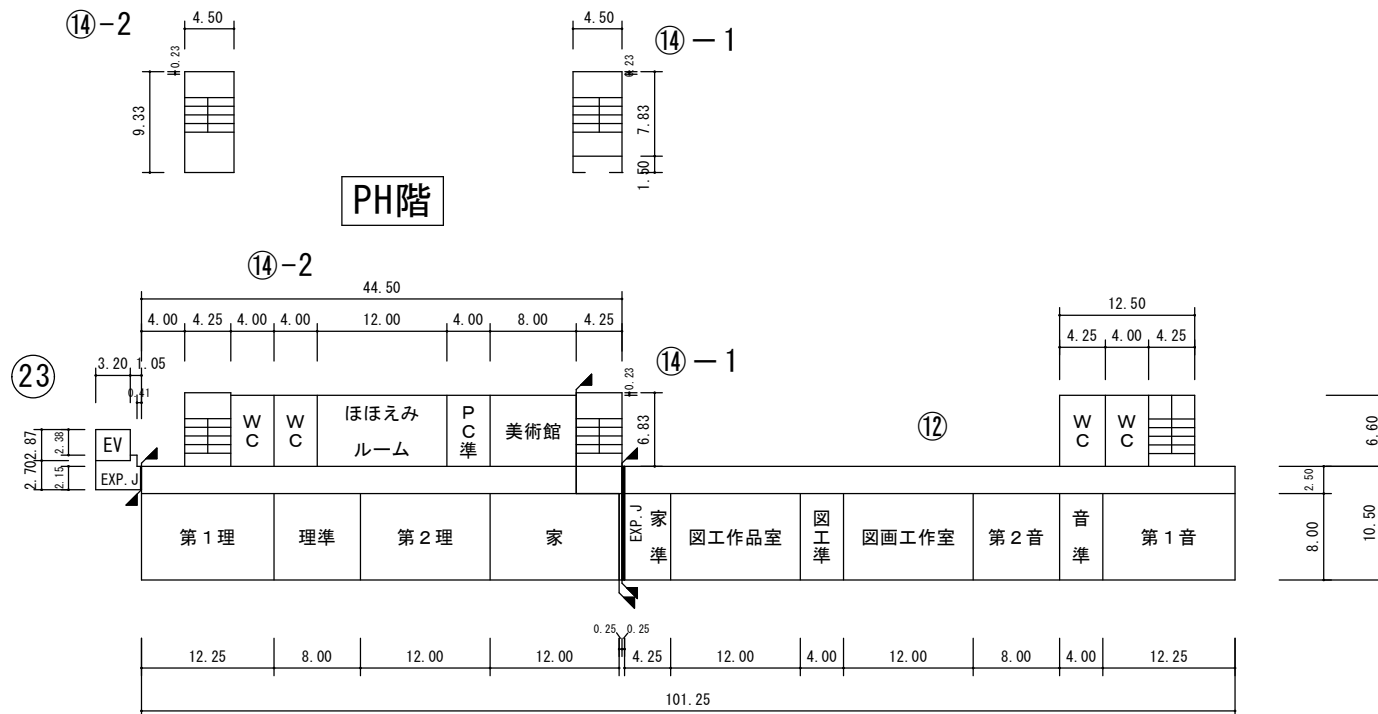 ⑭-2
4.50
0.23
9.33
4.50
⑭－1
0.23
7.83
1.50
PH階
⑭-2
44.50
4.00 4.25 4.00 4.00 12.00 4.00 8.00 4.25
12.50
4.25 4.00 4.25
㉓
3.20 1.05
0.41
2.87
2.38
2.70
2.15
EV
EXP.J
WC
WC
ほほえみ
ルーム
PC準
美術館
⑭－1
0.23
6.83
⑫
WC
WC
6.60
2.50
8.00
10.50
第1理
理準
第2理
家
EXP.J
家準
図工作品室
図工準
図画工作室
第2音
音準
第1音
0.25 0.25
12.25 8.00 12.00 12.00 4.25 12.00 4.00 12.00 8.00 4.00 12.25
101.25